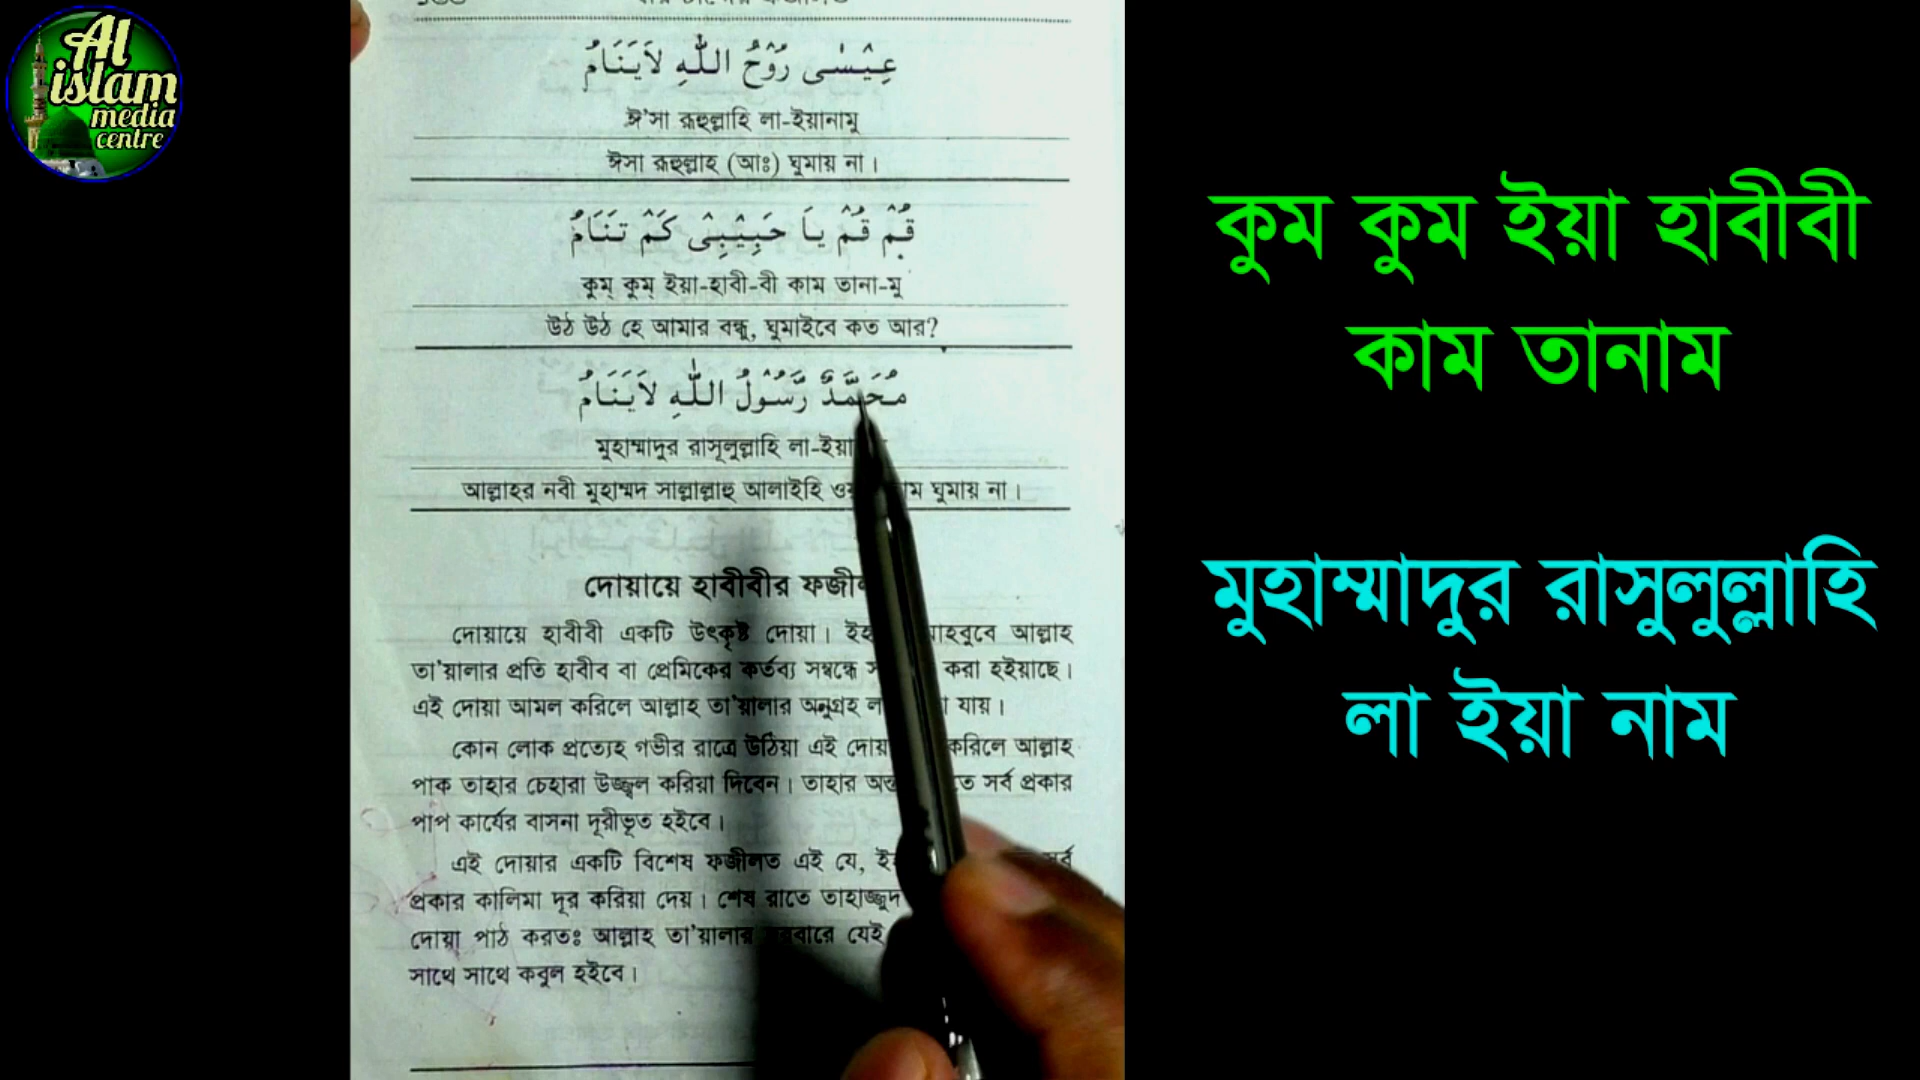 Al
islam
media
centre
عِيْسٰى رُوْحُ اللّٰهِ لَايَنَامُ
ঈ'সা রূহুল্লাহি লা-ইয়ানামু
ঈসা রূহুল্লাহ (আঃ) ঘুমায় না।
قُمْ قُمْ يَا حَبِيْبِىْ كَمْ تَنَامُ
কুম্ কুম্ ইয়া-হাবী-বী কাম তানা-মু
উঠ উঠ হে আমার বন্ধু, ঘুমাইবে কত আর?
مُحَمَّدٌ رَّسُوْلُ اللّٰهِ لَايَنَامُ
মুহাম্মাদুর রাসূলুল্লাহি লা-ইয়া
আল্লাহর নবী মুহাম্মদ সাল্লাল্লাহু আলাইহি ঘুমায় না।
দোয়ায়ে হাবীবীর
দোয়ায়ে হাবীবী একটি উৎকৃষ্ট দোয়া। আল্লাহ
তা'য়ালার প্রতি হাবীব বা প্রেমিকের কর্তব্য সম্বন্ধে করা হইয়াছে।
এই দোয়া আমল করিলে আল্লাহ তা'য়ালার অনুগ্রহ যায়।
কোন লোক প্রত্যেহ গভীর রাত্রে উঠিয়া এই করিলে আল্লাহ
পাক তাহার চেহারা উজ্জ্বল করিয়া দিবেন। তাহার সর্ব প্রকার
পাপ কার্যের বাসনা দূরীভূত হইবে।
এই দোয়ার একটি বিশেষ ফজীলত এই যে,
প্রকার কালিমা দূর করিয়া দেয়। শেষ রাতে তাহাজ্জুদ
দোয়া পাঠ করতঃ আল্লাহ তা'য়ালার যেই
সাথে সাথে কবুল হইবে।
কুম কুম ইয়া হাবীবী
কাম তানাম
মুহাম্মাদুর রাসুলুল্লাহি
লা ইয়া নাম